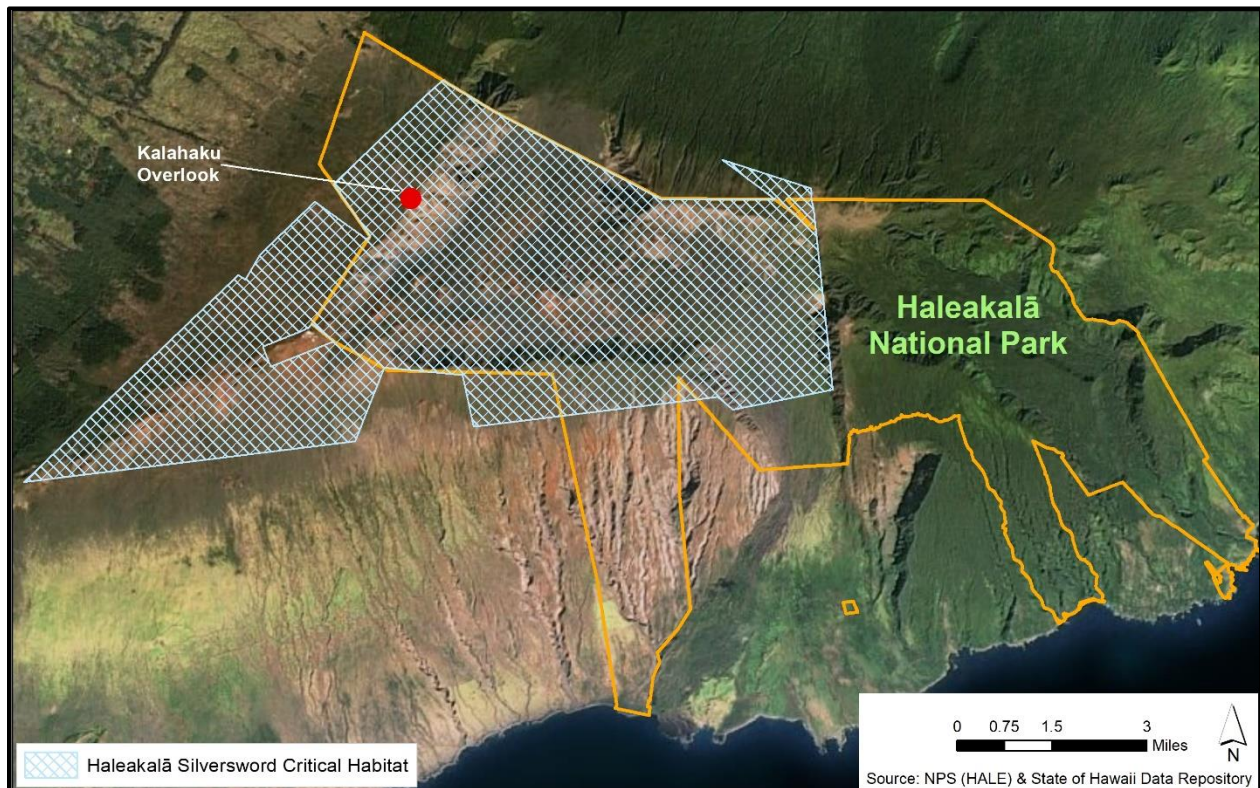 Kalahaku
Overlook
Haleakalā
National Park
0 0.75 1.5 3
Miles
N
Source: NPS (HALE) & State of Hawaii Data Repository
Haleakalā Silversword Critical Habitat